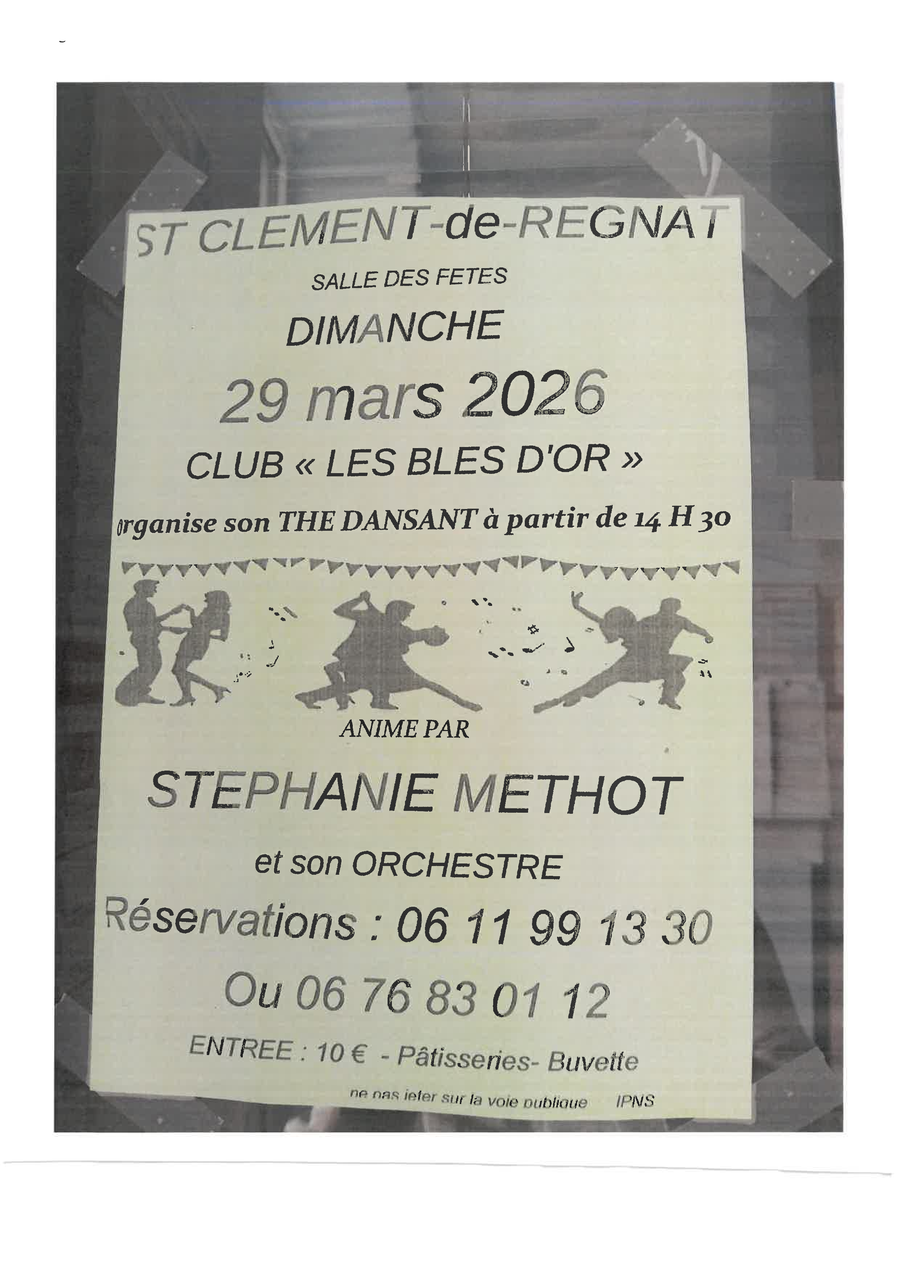 ST CLEMENT-de-REGNAT
SALLE DES FETES
DIMANCHE
29 mars 2026
CLUB « LES BLES D'OR »
organise son THE DANSANT à partir de 14 H 30
ANIME PAR
STEPHANIE METHOT
et son ORCHESTRE
Réservations : 06 11 99 13 30
Ou 06 76 83 01 12
ENTREE : 10 € - Pâtisseries- Buvette
ne pas jeter sur la voie publique IPNS